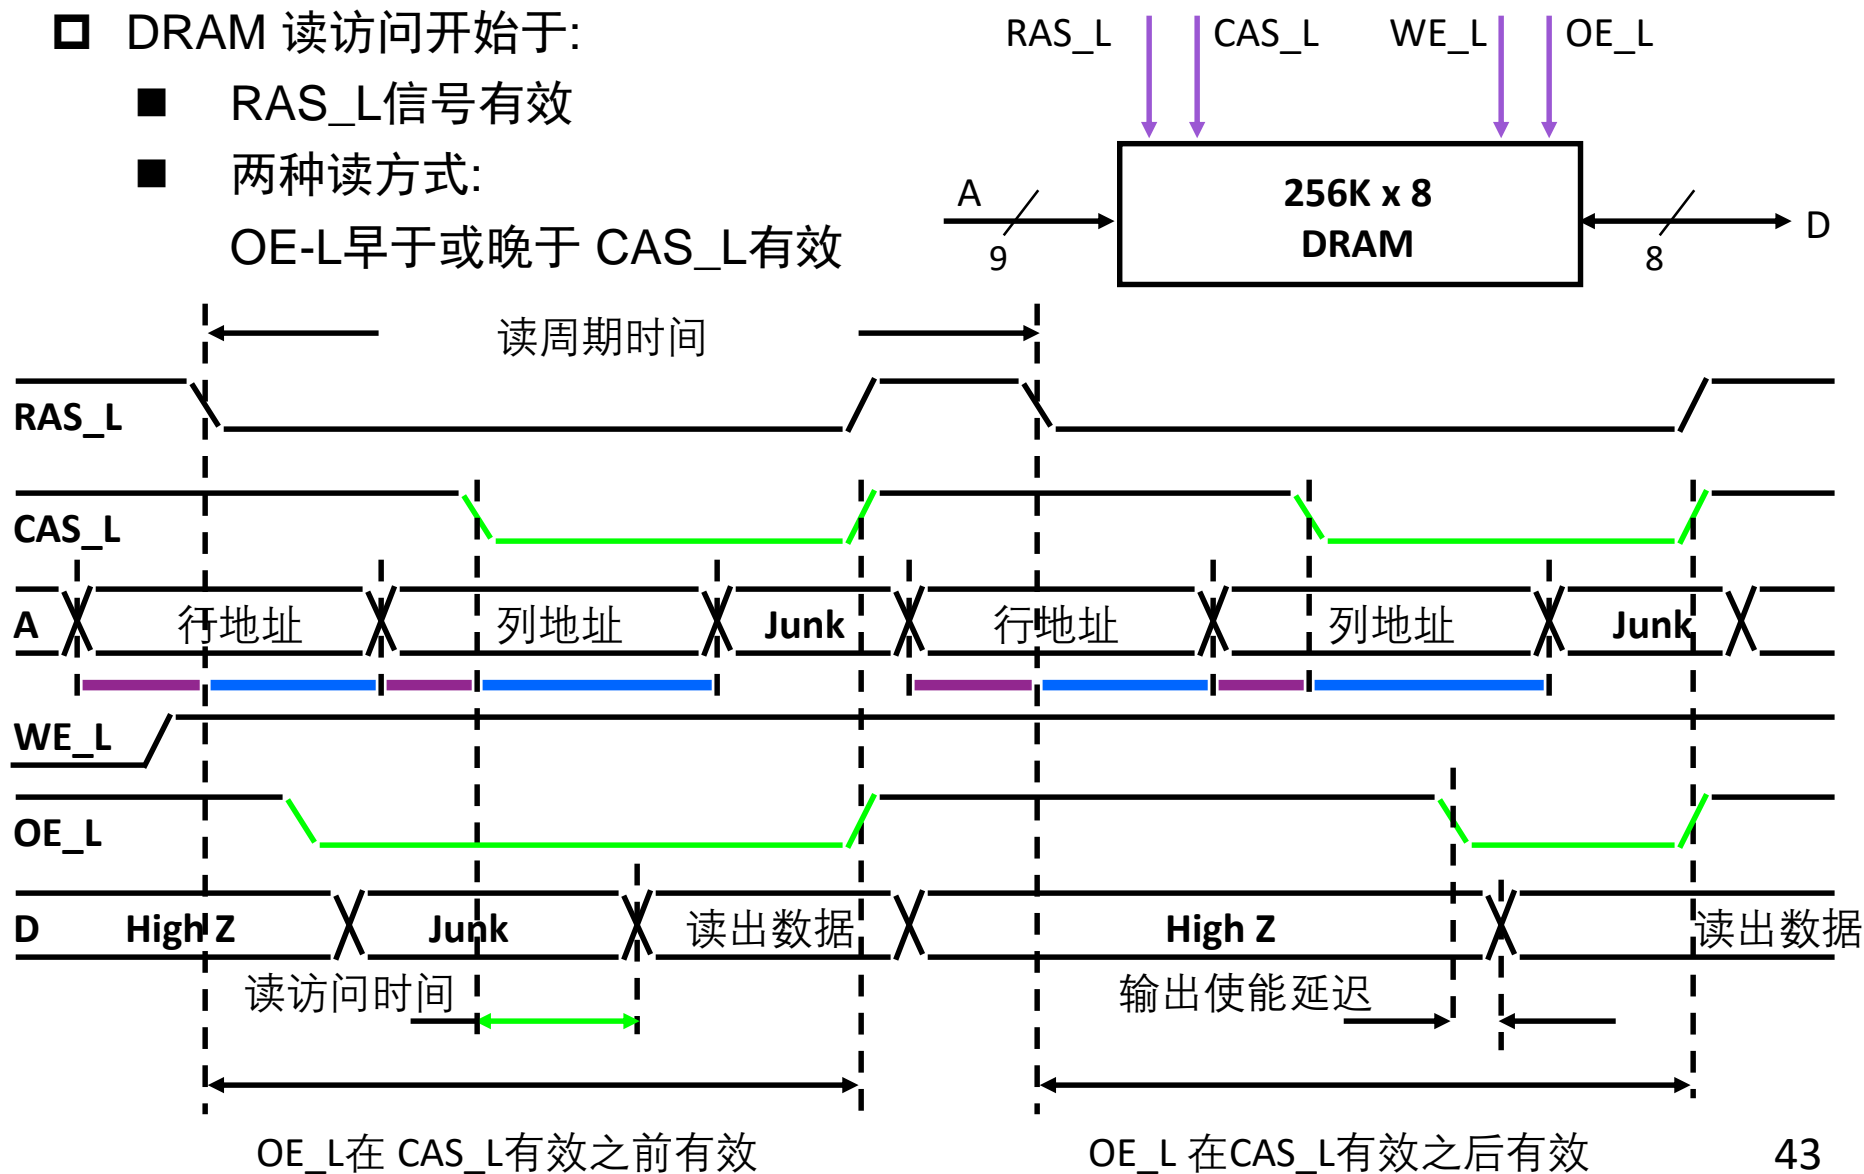 DRAM 读访问开始于:
RAS_L信号有效
两种读方式:
OE-L早于或晚于 CAS_L有效
RAS_L CAS_L WE_L OE_L
A 9
256K x 8
DRAM
8 D
读周期时间
RAS_L
CAS_L
A 行地址 列地址 Junk 行地址 列地址 Junk
WE_L
OE_L
D High Z Junk 读出数据 High Z 读出数据
读访问时间 输出使能延迟
OE_L在 CAS_L有效之前有效 OE_L 在CAS_L有效之后有效 43